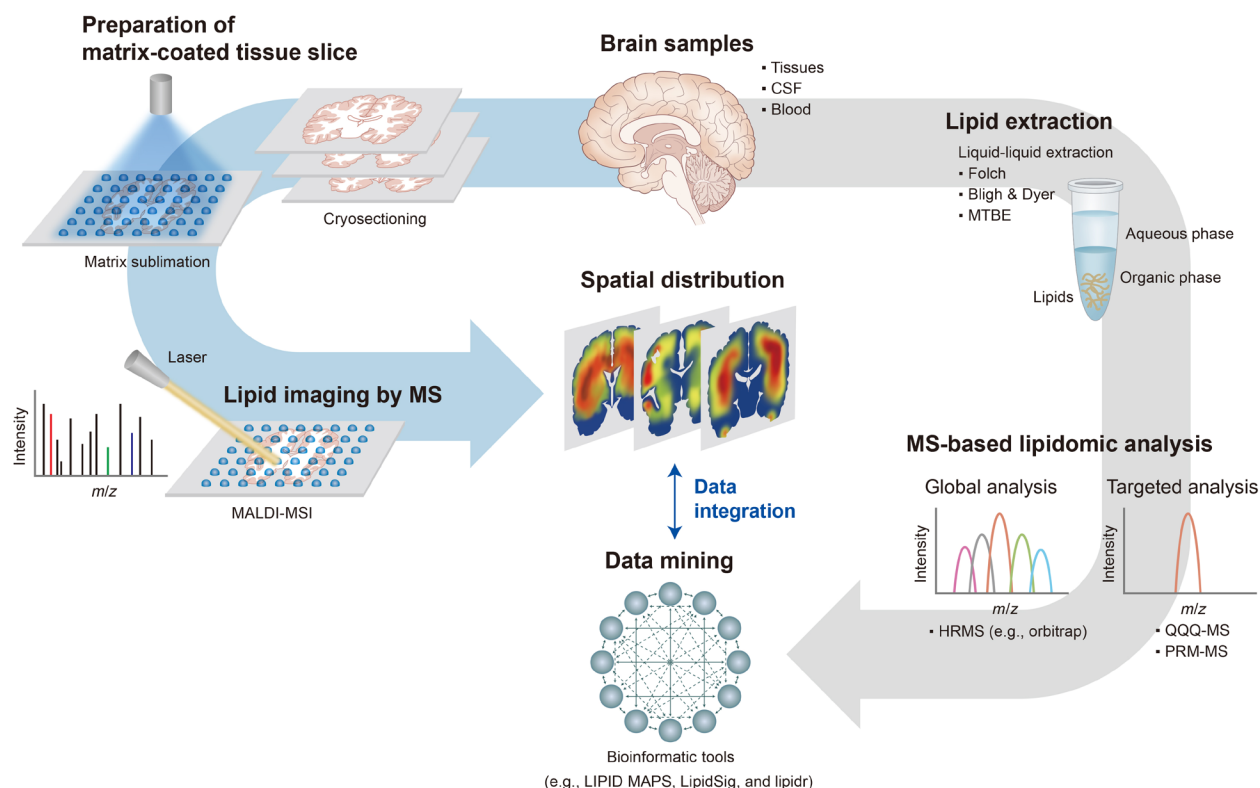 Preparation of
matrix-coated tissue slice
Matrix sublimation
Cryosectioning
Brain samples
▪ Tissues
▪ CSF
▪ Blood
Lipid extraction
Liquid-liquid extraction
▪ Folch
▪ Bligh & Dyer
▪ MTBE
Aqueous phase
Organic phase
Lipids
Laser
Lipid imaging by MS
Intensity
m/z
MALDI-MSI
Spatial distribution
Data
integration
Data mining
Bioinformatic tools
(e.g., LIPID MAPS, LipidSig, and lipidr)
MS-based lipidomic analysis
Global analysis
Intensity
m/z
▪ HRMS (e.g., orbitrap)
Targeted analysis
Intensity
m/z
▪ QQQ-MS
▪ PRM-MS